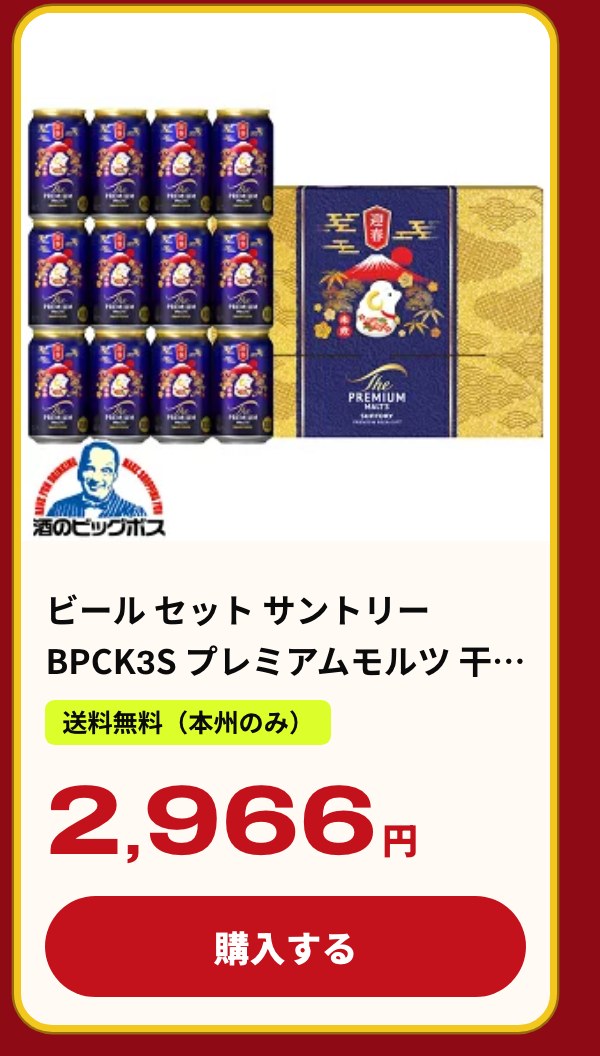 迎春
The
PREMIUM
MALT'S
SUNTORY
酒のビッグボス
ビール セット サントリー
BPCK3S プレミアムモルツ 干…
送料無料（本州のみ）
2,966円
購入する